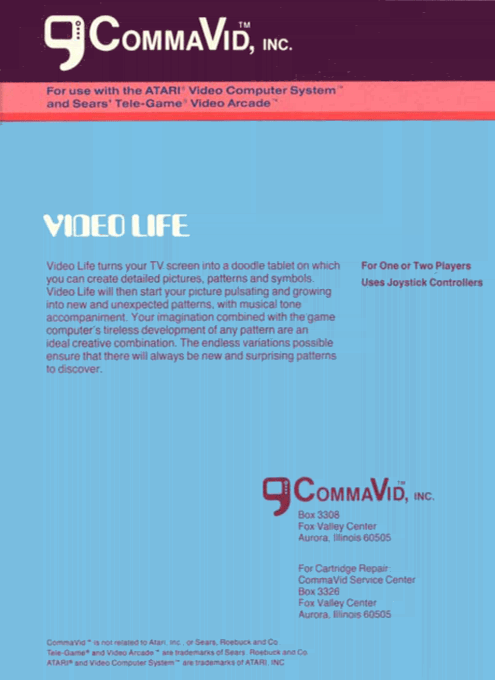 COMMAVID,™ INC.
For use with the ATARI® Video Computer System™
and Sears' Tele-Game® Video Arcade™
VIDEO LIFE
Video Life turns your TV screen into a doodle tablet on which
you can create detailed pictures, patterns and symbols.
Video Life will then start your picture pulsating and growing
into new and unexpected patterns, with musical tone
accompaniment. Your imagination combined with the game
computer's tireless development of any pattern are an
ideal creative combination. The endless variations possible
ensure that there will always be new and surprising patterns
to discover.
For One or Two Players
Uses Joystick Controllers
COMMAVID,™ INC.
Box 3308
Fox Valley Center
Aurora, Illinois 60505
For Cartridge Repair:
CommaVid Service Center
Box 3326
Fox Valley Center
Aurora, Illinois 60505
CommaVid™ is not related to Atari, Inc., or Sears, Roebuck and Co.
Tele-Game® and Video Arcade™ are trademarks of Sears, Roebuck and Co.
ATARI® and Video Computer System™ are trademarks of ATARI, INC.